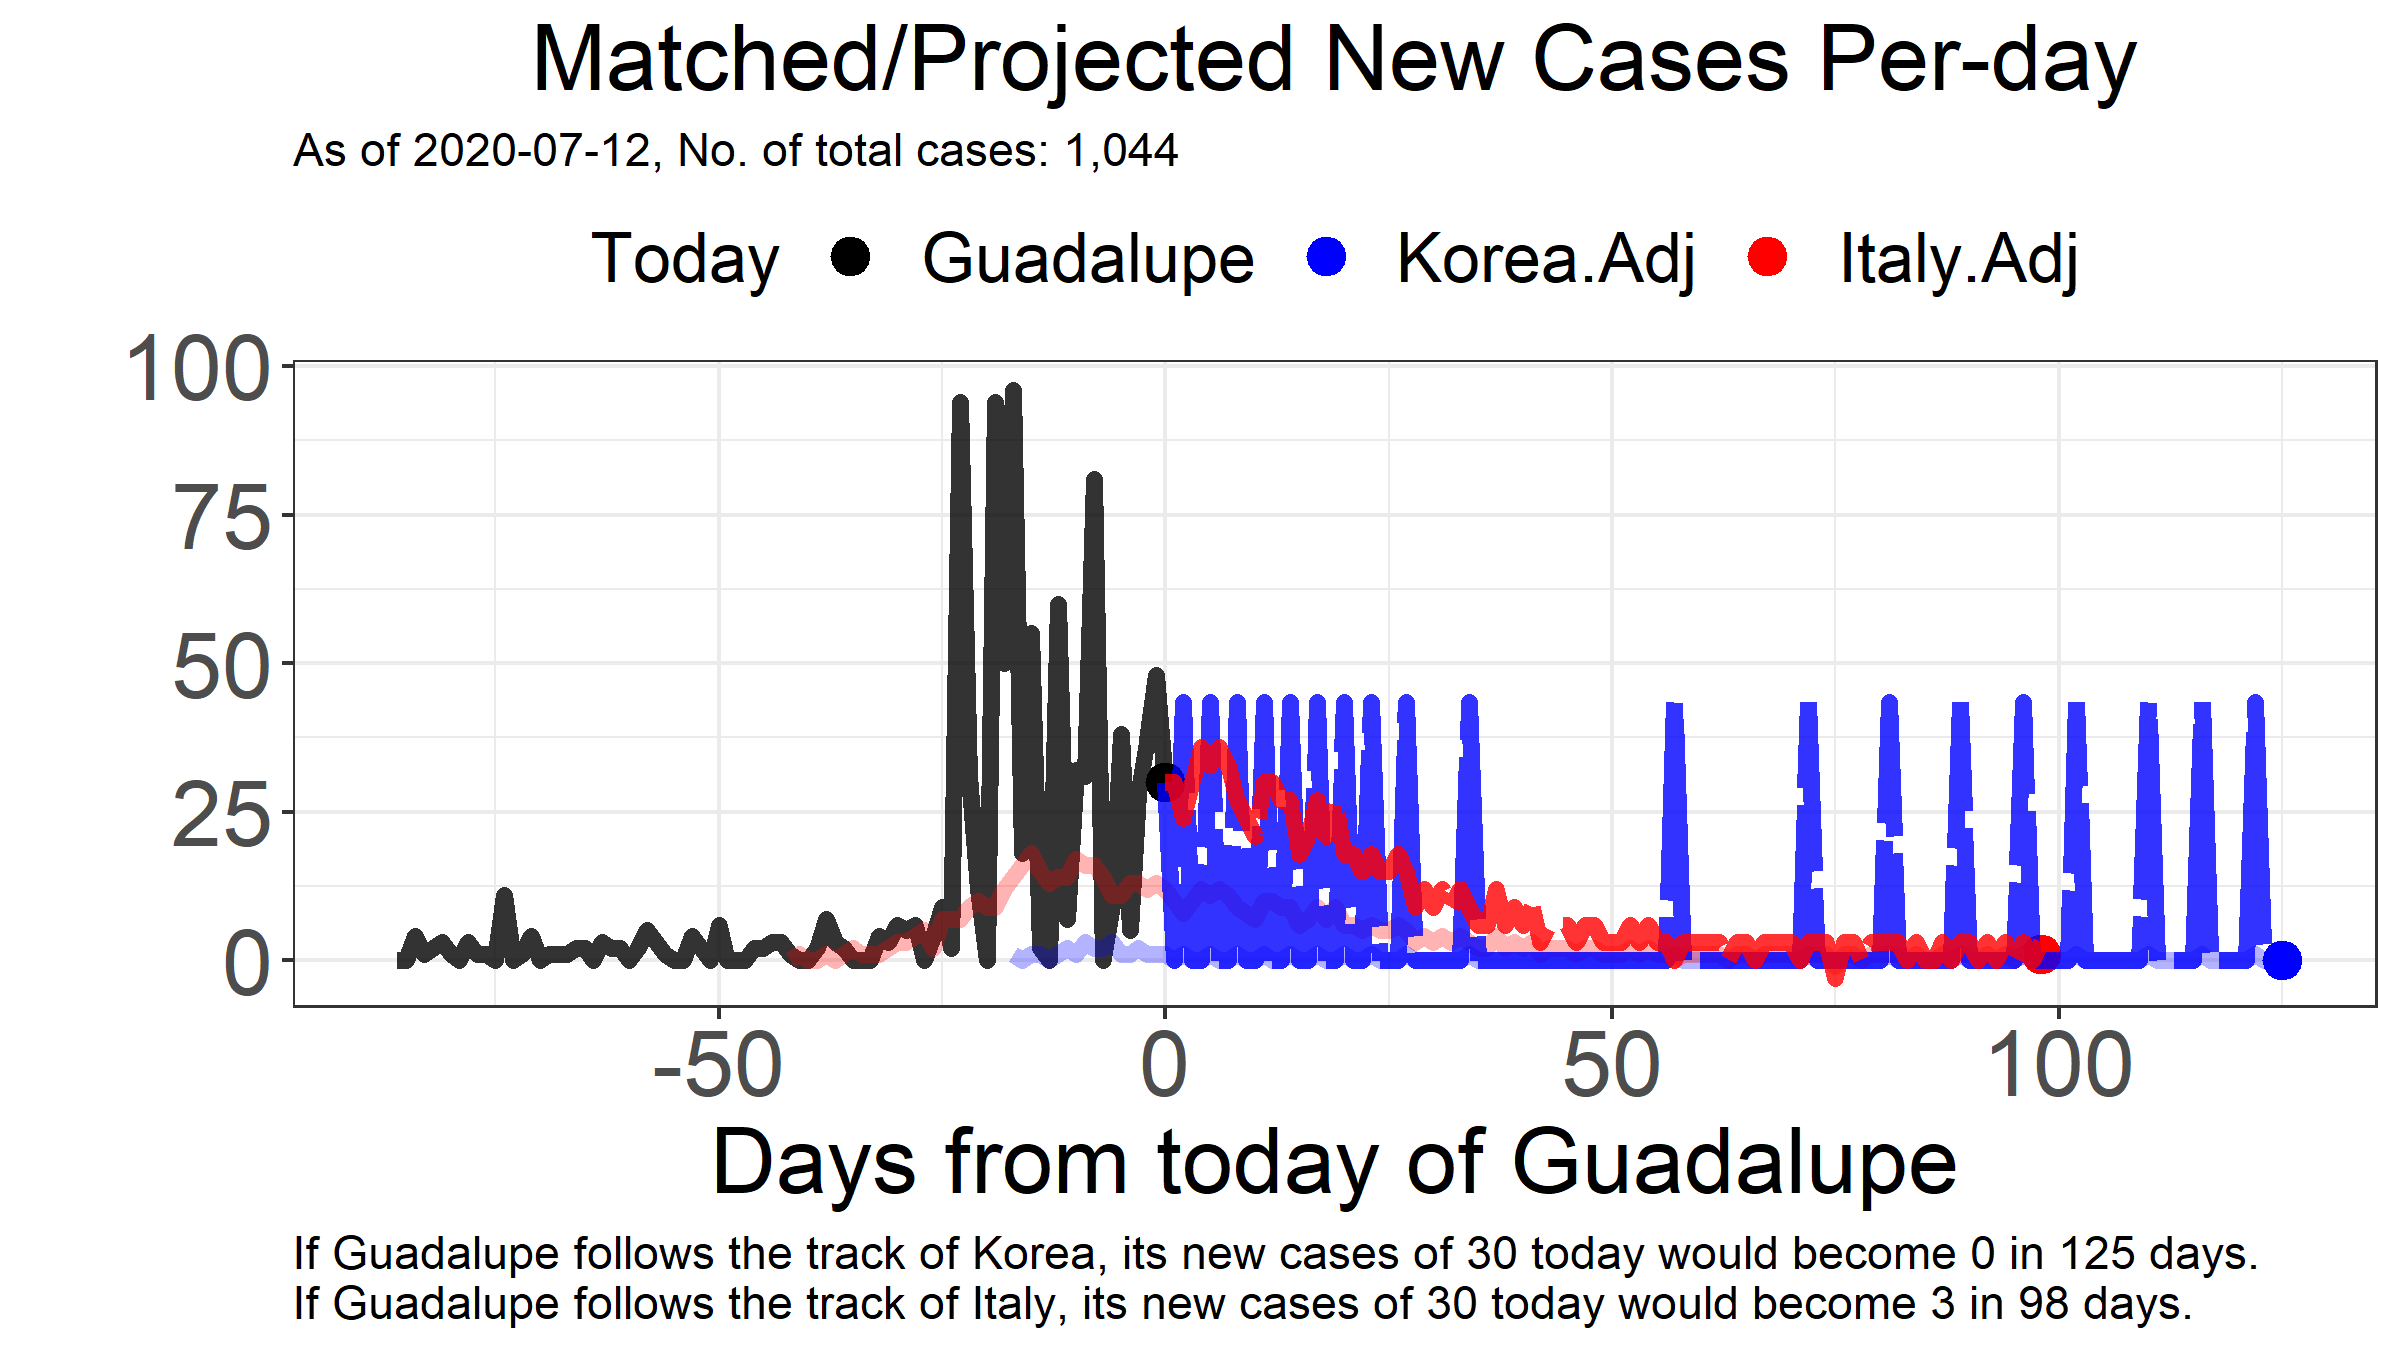 Matched/Projected New Cases Per-day
As of 2020-07-12, No. of total cases: 1,044
Today Guadalupe Korea.Adj Italy.Adj
100
75
50
25
0
-50 0 50 100
Days from today of Guadalupe
If Guadalupe follows the track of Korea, its new cases of 30 today would become 0 in 125 days.
If Guadalupe follows the track of Italy, its new cases of 30 today would become 3 in 98 days.